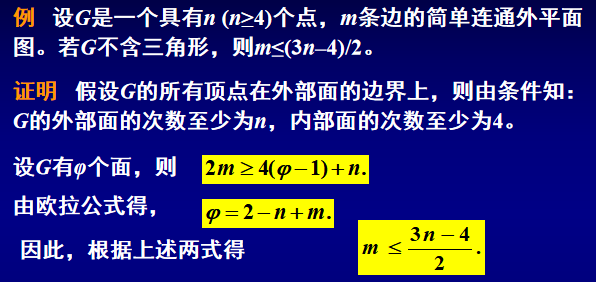 例 设G是一个具有n (n≥4)个点，m条边的简单连通外平面
图。若G不含三角形，则m≤(3n–4)/2。
证明 假设G的所有顶点在外部面的边界上，则由条件知：
G的外部面的次数至少为n，内部面的次数至少为4。
设G有φ个面，则 2m ≥ 4(φ−1)+n.
由欧拉公式得， φ=2−n+m.
因此，根据上述两式得 m ≤ (3n−4)/2.